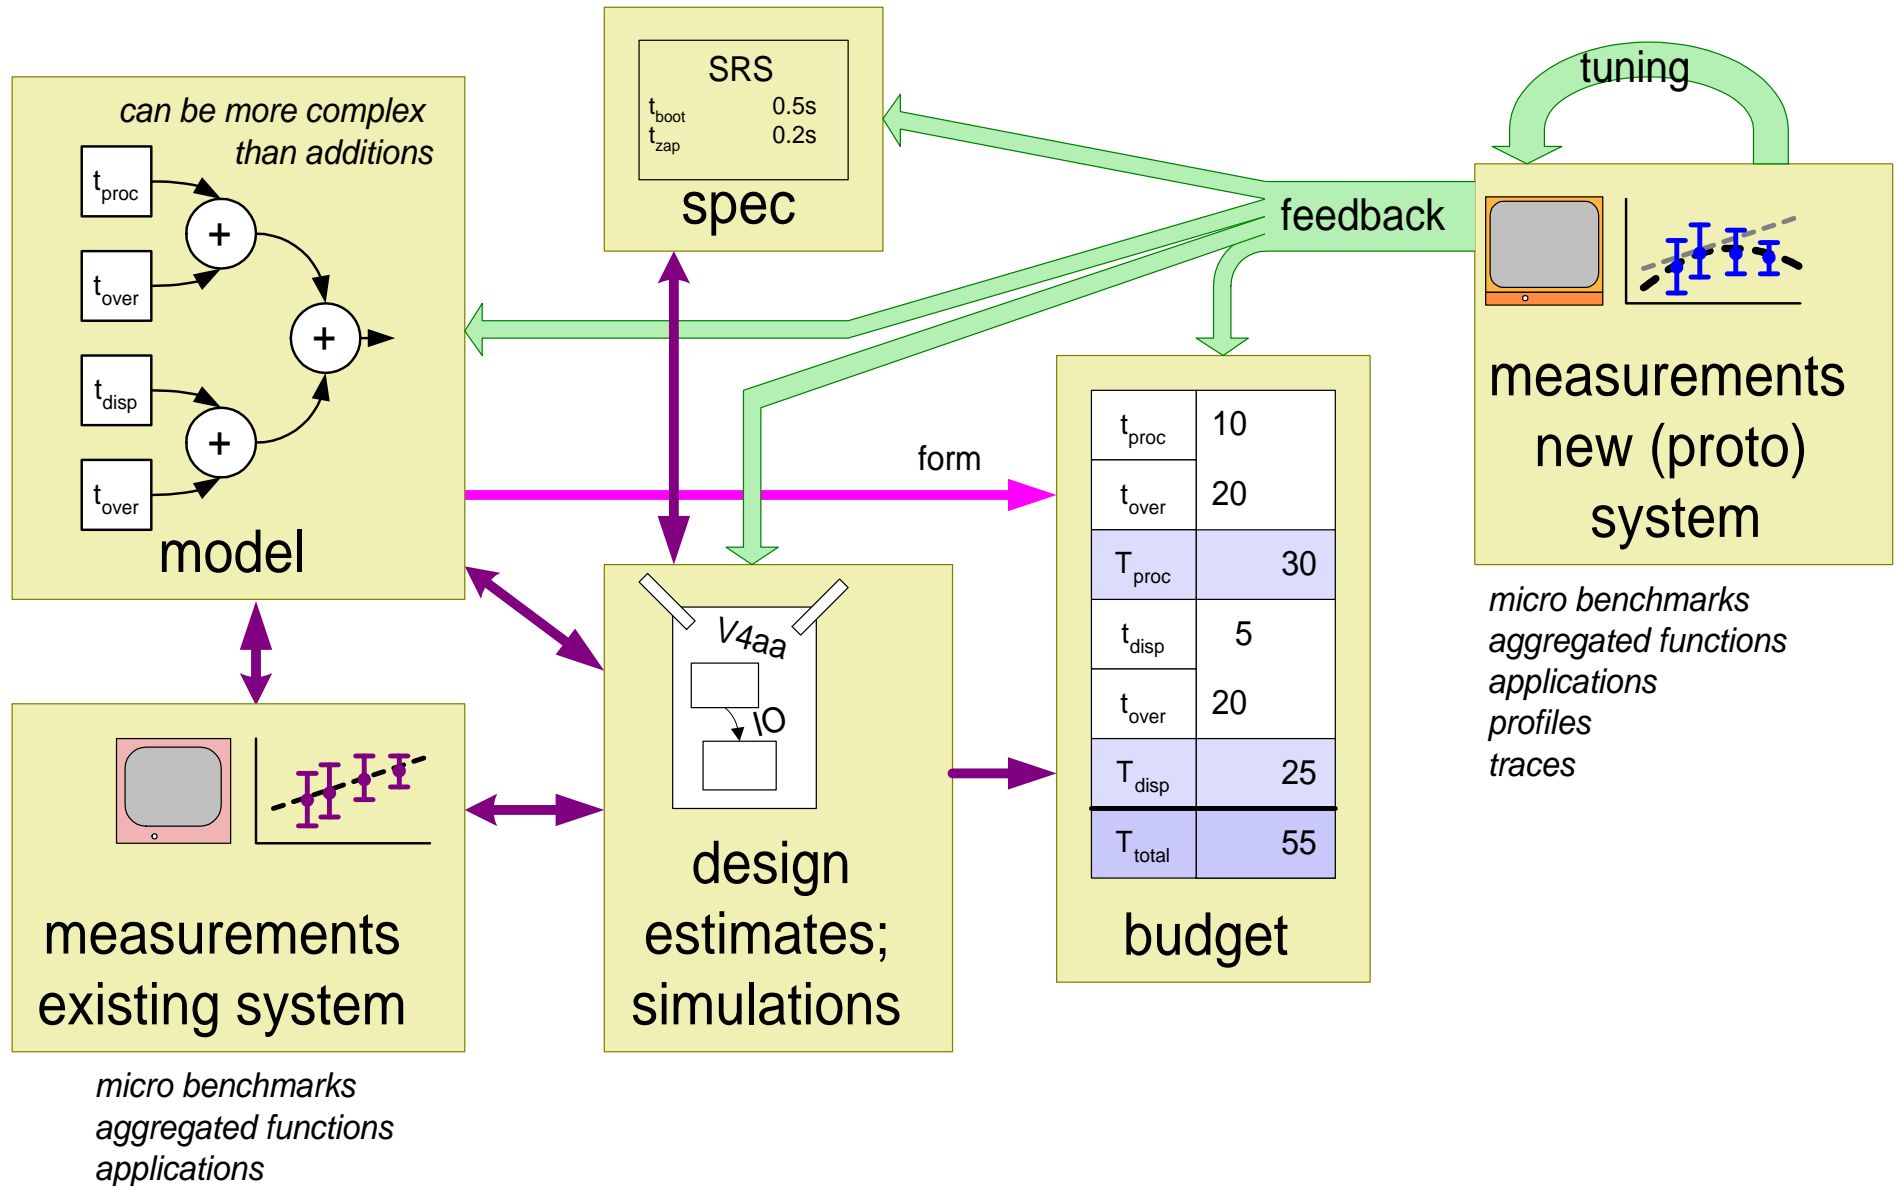 can be more complex
than additions
t_proc
+
t_over
+
t_disp
+
t_over
model
SRS
t_boot 0.5s
t_zap 0.2s
spec
tuning
feedback
measurements
new (proto)
system
micro benchmarks
aggregated functions
applications
profiles
traces
form
t_proc 10
t_over 20
T_proc 30
t_disp 5
t_over 20
T_disp 25
T_total 55
budget
V4aa
IO
design
estimates;
simulations
measurements
existing system
micro benchmarks
aggregated functions
applications